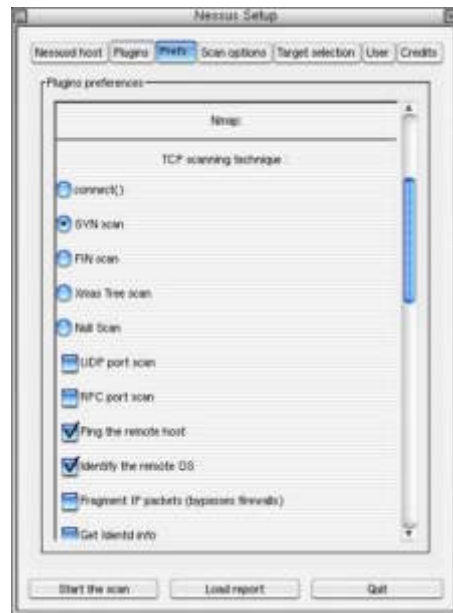 Nessus Setup
Nessusd host Plugins Prefs. Scan options Target selection User Credits
Plugins preferences
Nmap:
TCP scanning technique :
connect()
SYN scan
FIN scan
Xmas Tree scan
Null Scan
UDP port scan
RPC port scan
Ping the remote host
Identify the remote OS
Fragment IP packets (bypasses firewalls)
Get Identd info
Start the scan Load report Quit